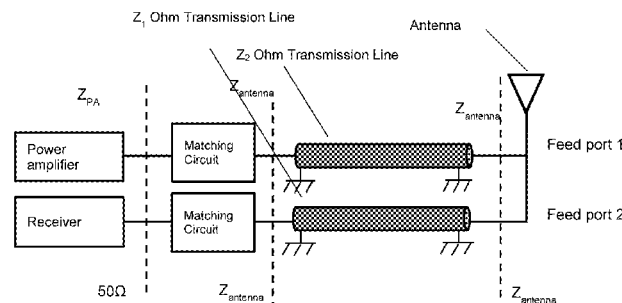 Z1 Ohm Transmission Line
Antenna
Z2 Ohm Transmission Line
ZPA
Zantenna
Zantenna
Power
amplifier
Matching
Circuit
Feed port 1
Receiver
Matching
Circuit
Feed port 2
50Ω
Zantenna
Zantenna